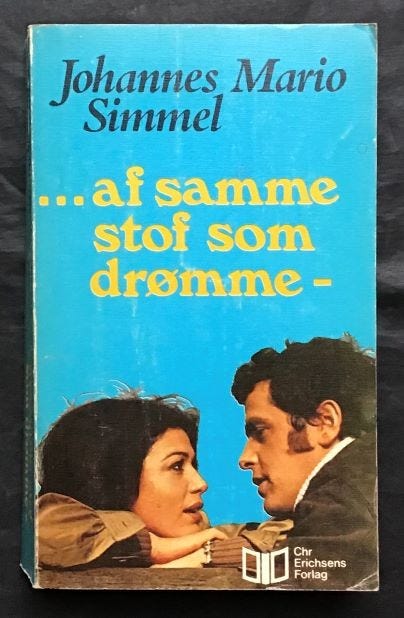 Johannes Mario
Simmel
...af samme
stof som
drømme-
Chr
Erichsens
Forlag